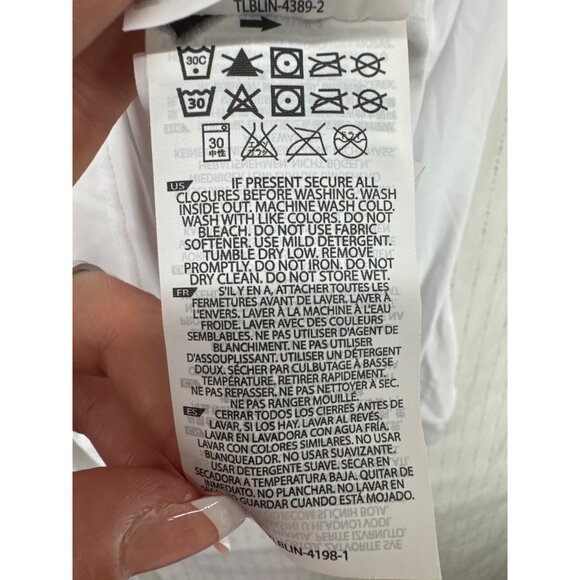 TLBLIN-4389-2
30C
30
30
中性
US IF PRESENT SECURE ALL
CLOSURES BEFORE WASHING. WASH
INSIDE OUT. MACHINE WASH COLD.
WASH WITH LIKE COLORS. DO NOT
BLEACH. DO NOT USE FABRIC
SOFTENER. USE MILD DETERGENT.
TUMBLE DRY LOW. REMOVE
PROMPTLY. DO NOT IRON. DO NOT
DRY CLEAN. DO NOT STORE WET.
FR S'IL Y EN A, ATTACHER TOUTES LES
FERMETURES AVANT DE LAVER. LAVER À
L'ENVERS. LAVER À LA MACHINE À L'EAU
FROIDE. LAVER AVEC DES COULEURS
SEMBLABLES. NE PAS UTILISER D'AGENT DE
BLANCHIMENT. NE PAS UTILISER
D'ASSOUPLISSANT. UTILISER UN DÉTERGENT
DOUX. SÉCHER PAR CULBUTAGE À BASSE
TEMPÉRATURE. RETIRER RAPIDEMENT.
NE PAS REPASSER. NE PAS NETTOYER À SEC.
NE PAS RANGER MOUILLÉ.
ES CERRAR TODOS LOS CIERRES ANTES DE
LAVAR, SI LOS HAY. LAVAR AL REVÉS.
LAVAR EN LAVADORA CON AGUA FRÍA.
LAVAR CON COLORES SIMILARES. NO USAR
BLANQUEADOR. NO USAR SUAVIZANTE.
USAR DETERGENTE SUAVE. SECAR EN
SECADORA A TEMPERATURA BAJA. QUITAR DE
INMEDIATO. NO PLANCHAR. NO LAVAR EN
GUARDAR CUANDO ESTÁ MOJADO.
TLBLIN-4198-1